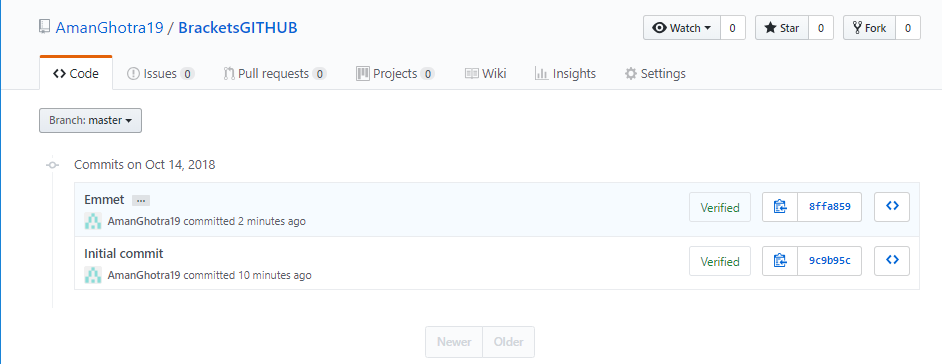 AmanGhotra19 / BracketsGITHUB
Watch 0 Star 0 Fork 0
Code Issues 0 Pull requests 0 Projects 0 Wiki Insights Settings
Branch: master
Commits on Oct 14, 2018
Emmet ...
Verified 8ffa859
AmanGhotra19 committed 2 minutes ago
Initial commit
Verified 9c9b95c
AmanGhotra19 committed 10 minutes ago
Newer Older